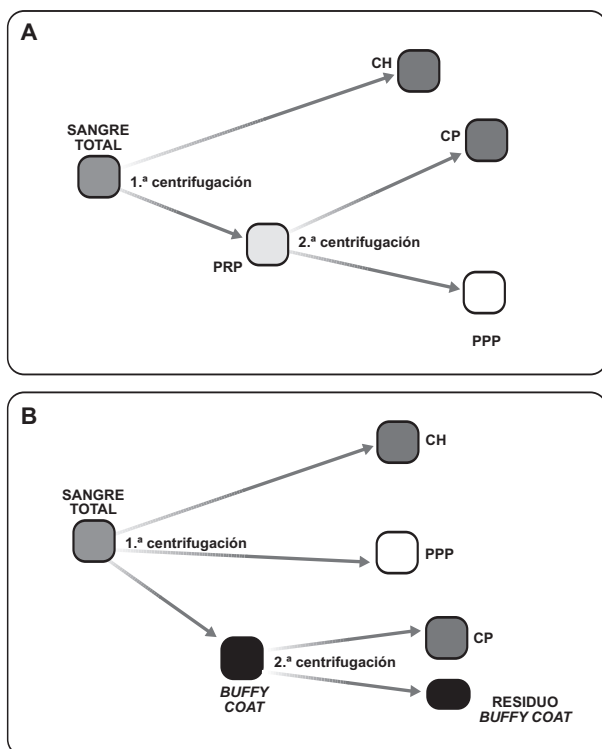 A
CH
CP
SANGRE
TOTAL
1.ª centrifugación
2.ª centrifugación
PRP
PPP
B
CH
SANGRE
TOTAL
1.ª centrifugación
PPP
CP
2.ª centrifugación
BUFFY
COAT
RESIDUO
BUFFY COAT